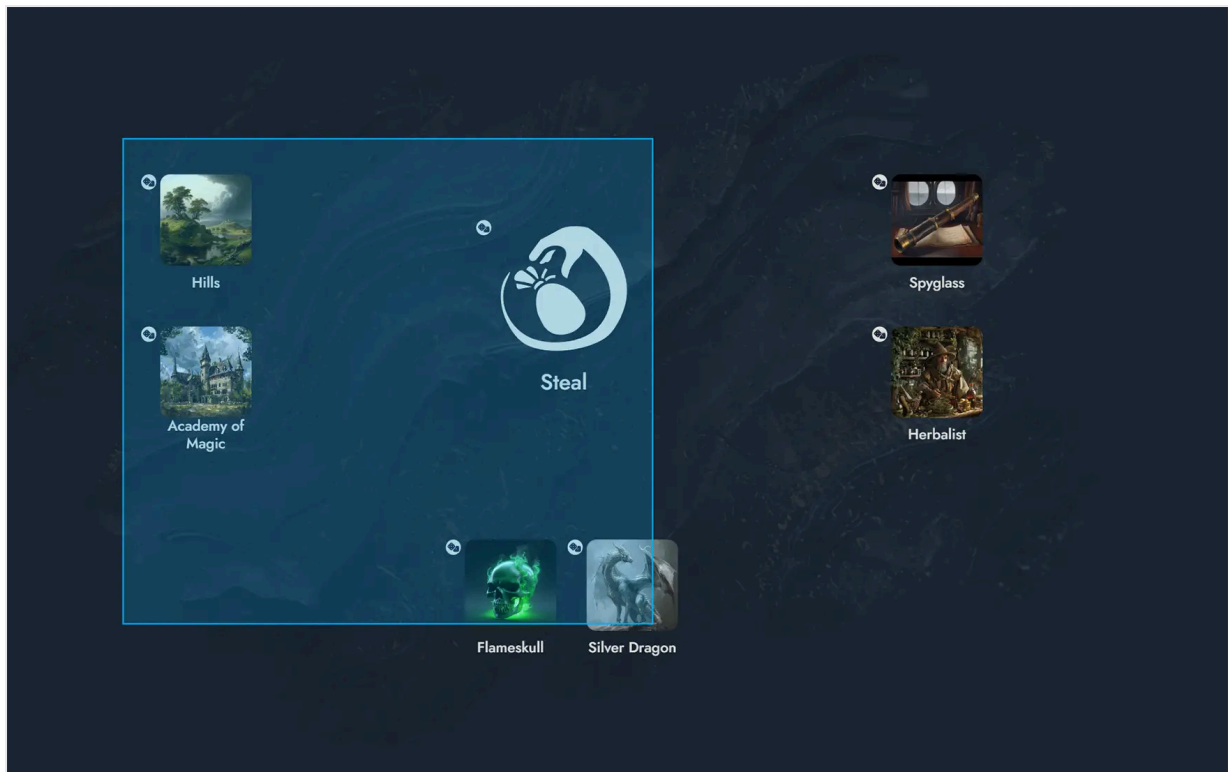 Hills
Spyglass
Steal
Academy of
Magic
Herbalist
Flameskull
Silver Dragon